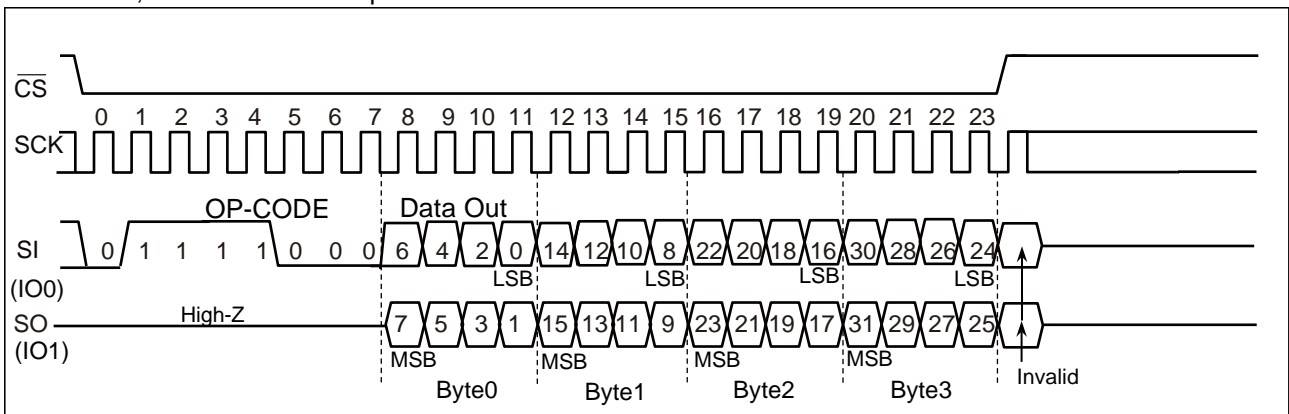 CS
0 1 2 3 4 5 6 7 8 9 10 11 12 13 14 15 16 17 18 19 20 21 22 23
SCK
OP-CODE Data Out
SI 0 1 1 1 1 0 0 0 6 4 2 0 14 12 10 8 22 20 18 16 30 28 26 24
(IO0) LSB LSB LSB LSB
SO High-Z 7 5 3 1 15 13 11 9 23 21 19 17 31 29 27 25
(IO1) MSB MSB MSB MSB
Byte0 Byte1 Byte2 Byte3 Invalid